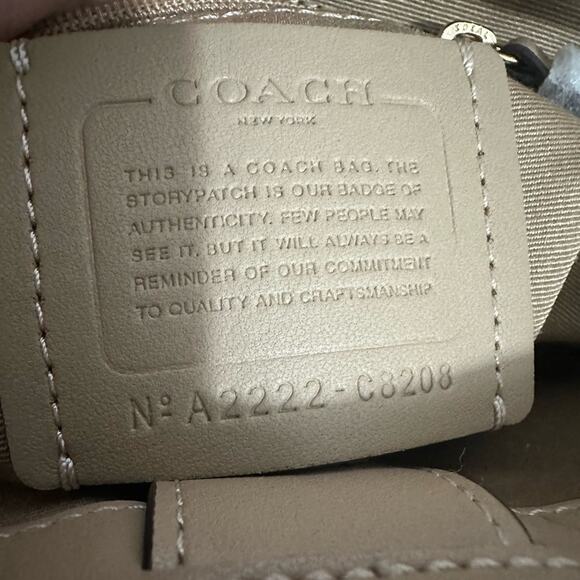 IDEAL
COACH
NEW YORK
THIS IS A COACH BAG. THE
STORYPATCH IS OUR BADGE OF
AUTHENTICITY. FEW PEOPLE MAY
SEE IT. BUT IT WILL ALWAYS BE A
REMINDER OF OUR COMMITMENT
TO QUALITY AND CRAFTSMANSHIP
Nº A2222-C8208